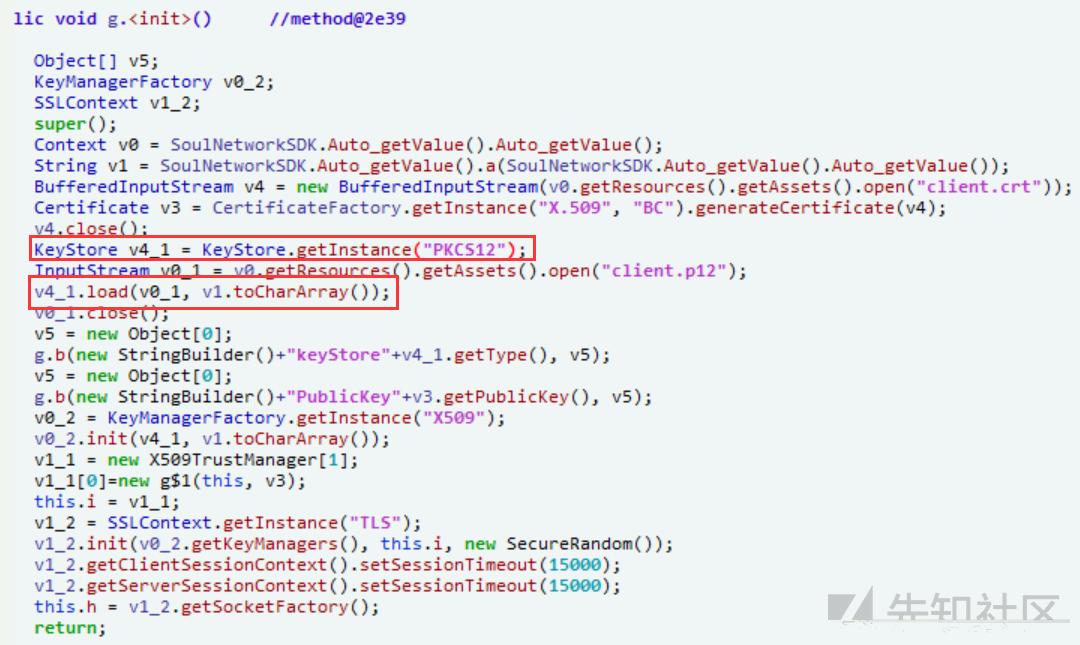 lic void g.<init>()     //method@2e39
Object[] v5;
KeyManagerFactory v0_2;
SSLContext v1_2;
super();
Context v0 = SoulNetworkSDK.Auto_getValue().Auto_getValue();
String v1 = SoulNetworkSDK.Auto_getValue().a(SoulNetworkSDK.Auto_getValue().Auto_getValue());
BufferedInputStream v4 = new BufferedInputStream(v0.getResources().getAssets().open("client.crt"));
Certificate v3 = CertificateFactory.getInstance("X.509", "BC").generateCertificate(v4);
v4.close();
KeyStore v4_1 = KeyStore.getInstance("PKCS12");
InputStream v0_1 = v0.getResources().getAssets().open("client.p12");
v4_1.load(v0_1, v1.toCharArray());
v0_1.close();
v5 = new Object[0];
g.b(new StringBuilder()+"keyStore"+v4_1.getType(), v5);
v5 = new Object[0];
g.b(new StringBuilder()+"PublicKey"+v3.getPublicKey(), v5);
v0_2 = KeyManagerFactory.getInstance("X509");
v0_2.init(v4_1, v1.toCharArray());
v1_1 = new X509TrustManager[1];
v1_1[0]=new g$1(this, v3);
this.i = v1_1;
v1_2 = SSLContext.getInstance("TLS");
v1_2.init(v0_2.getKeyManagers(), this.i, new SecureRandom());
v1_2.getClientSessionContext().setSessionTimeout(15000);
v1_2.getServerSessionContext().setSessionTimeout(15000);
this.h = v1_2.getSocketFactory();
return;
先知社区